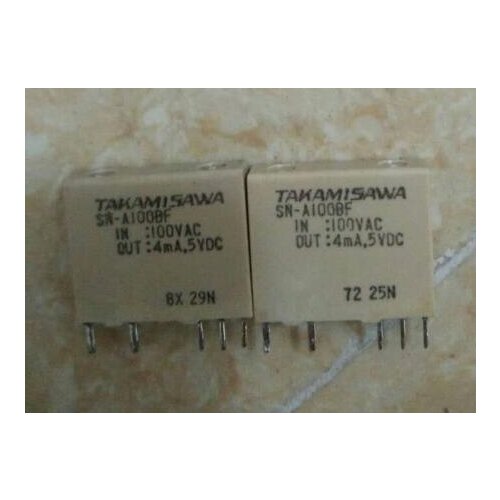 TAKAMISAWA
SN-A100BF
IN :100VAC
OUT :4mA,5VDC
8X 29N
TAKAMISAWA
SN-A100BF
IN :100VAC
OUT :4mA,5VDC
72 25N